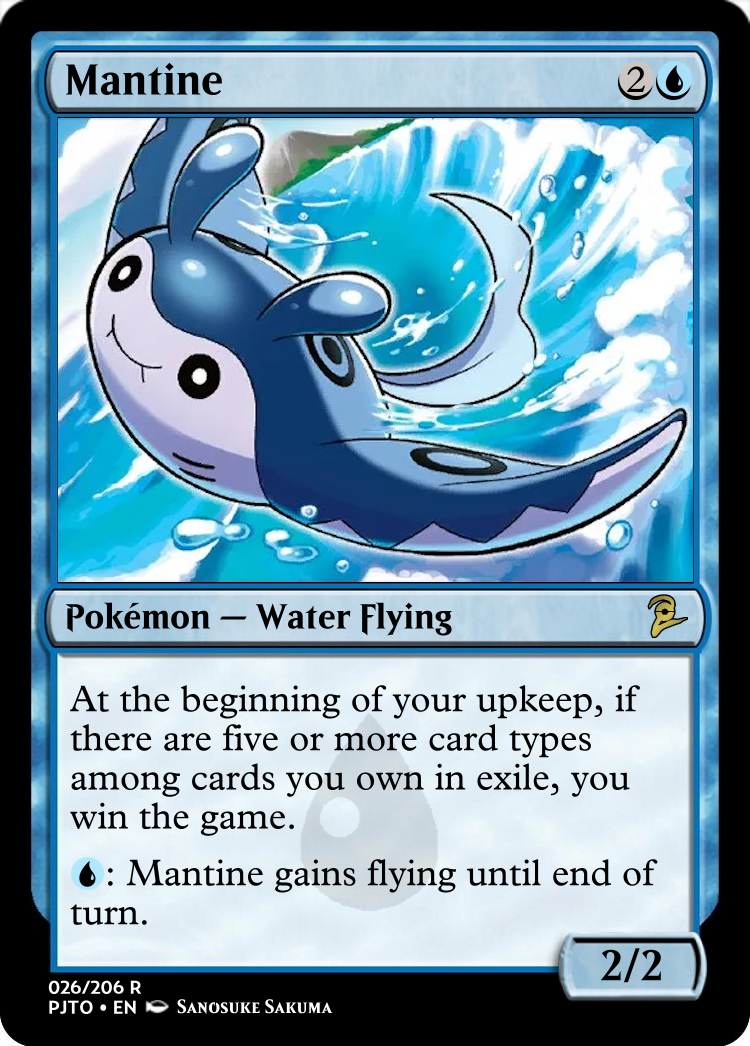 Mantine 2
Pokémon — Water Flying
At the beginning of your upkeep, if
there are five or more card types
among cards you own in exile, you
win the game.
: Mantine gains flying until end of
turn.
2/2
026/206 R
PJTO • EN SANOSUKE SAKUMA